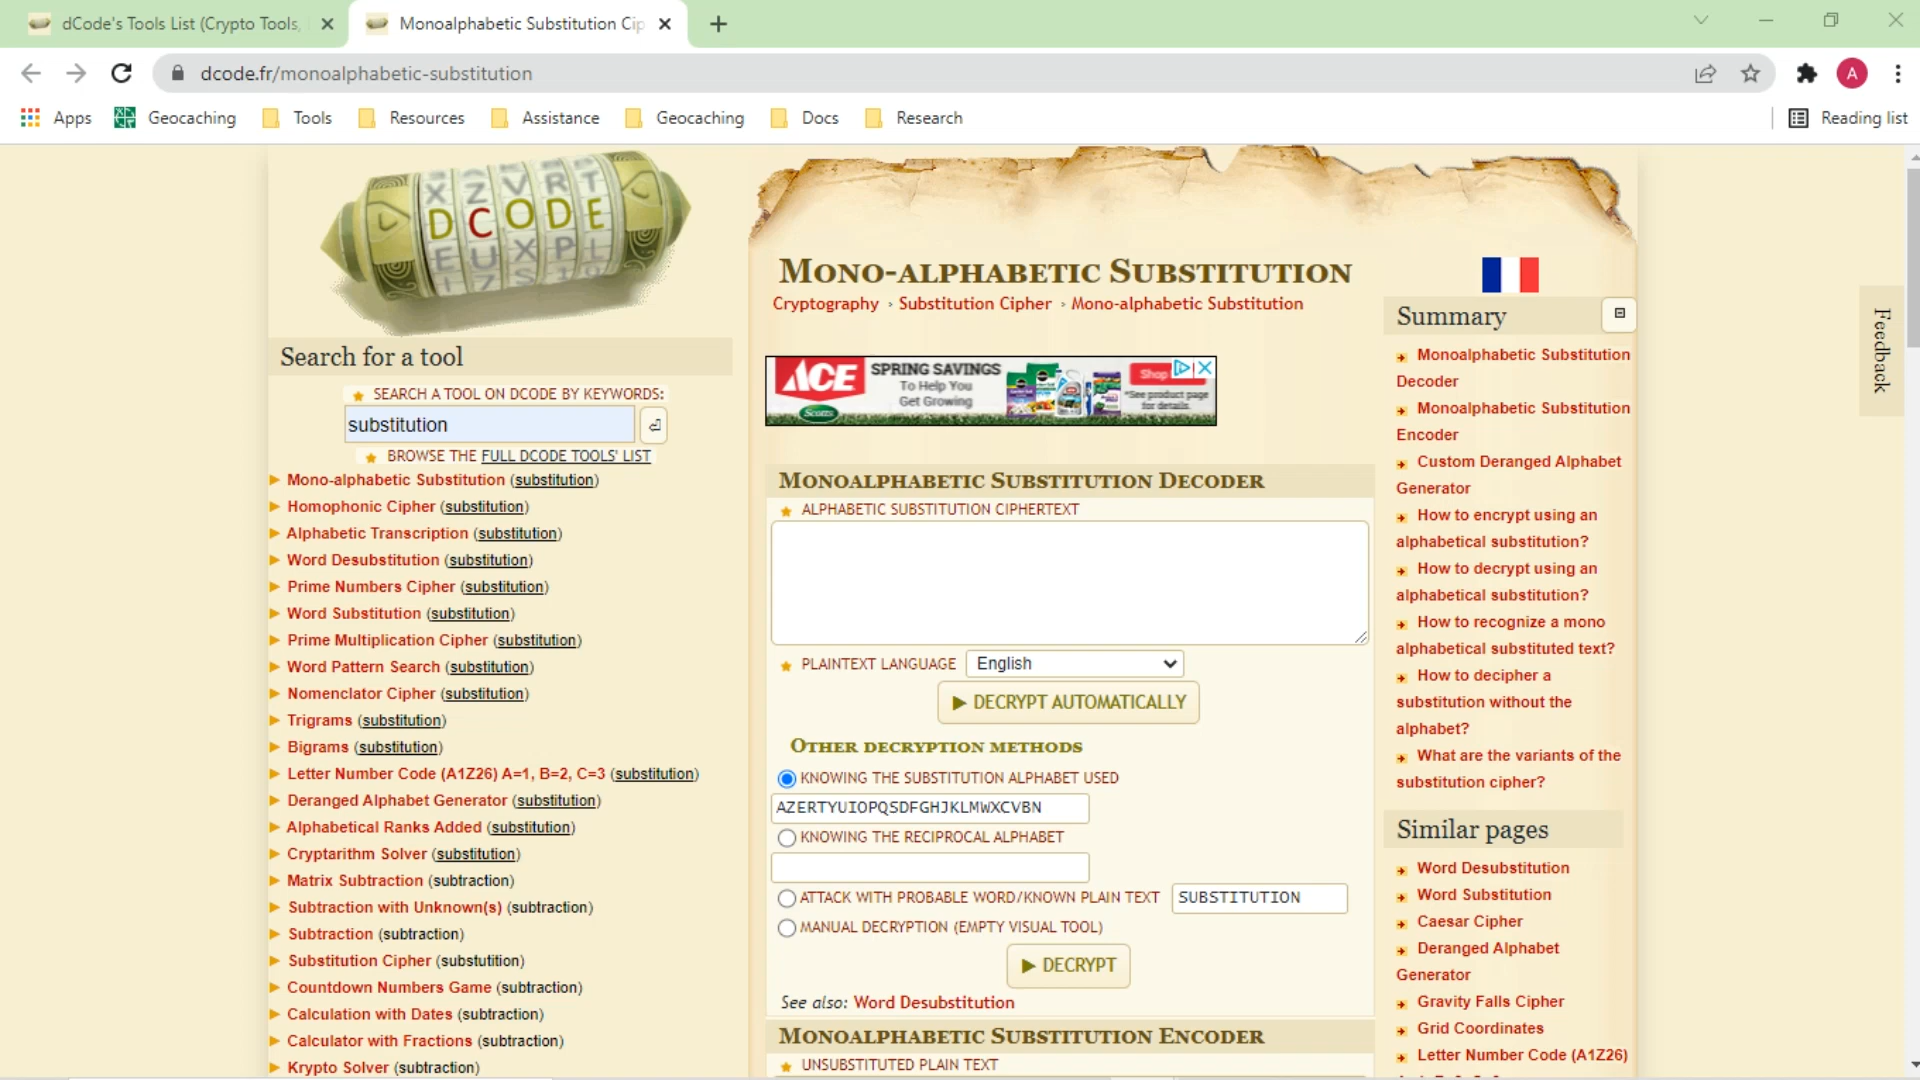 dCode's Tools List (Crypto Tools,
Monoalphabetic Substitution Cip
dcode.fr/monoalphabetic-substitution
A
Apps
Geocaching
Tools
Resources
Assistance
Geocaching
Docs
Research
Reading list
XZVRT
DCODE
EUXPL
Search for a tool
SEARCH A TOOL ON DCODE BY KEYWORDS:
substitution
BROWSE THE FULL DCODE TOOLS' LIST
Mono-alphabetic Substitution (substitution)
Homophonic Cipher (substitution)
Alphabetic Transcription (substitution)
Word Desubstitution (substitution)
Prime Numbers Cipher (substitution)
Word Substitution (substitution)
Prime Multiplication Cipher (substitution)
Word Pattern Search (substitution)
Nomenclator Cipher (substitution)
Trigrams (substitution)
Bigrams (substitution)
Letter Number Code (A1Z26) A=1, B=2, C=3 (substitution)
Deranged Alphabet Generator (substitution)
Alphabetical Ranks Added (substitution)
Cryptarithm Solver (substitution)
Matrix Subtraction (subtraction)
Subtraction with Unknown(s) (subtraction)
Subtraction (subtraction)
Substitution Cipher (substutition)
Countdown Numbers Game (subtraction)
Calculation with Dates (subtraction)
Calculator with Fractions (subtraction)
Krypto Solver (subtraction)
MONO-ALPHABETIC SUBSTITUTION
Cryptography › Substitution Cipher › Mono-alphabetic Substitution
ACE
Scotts
SPRING SAVINGS
To Help You
Get Growing
Shop
*See product page
for details.
MONOALPHABETIC SUBSTITUTION DECODER
ALPHABETIC SUBSTITUTION CIPHERTEXT
PLAINTEXT LANGUAGE English
▶ DECRYPT AUTOMATICALLY
OTHER DECRYPTION METHODS
KNOWING THE SUBSTITUTION ALPHABET USED
AZERTYUIOPQSDFGHJKLMWXCVBN
KNOWING THE RECIPROCAL ALPHABET
ATTACK WITH PROBABLE WORD/KNOWN PLAIN TEXT SUBSTITUTION
MANUAL DECRYPTION (EMPTY VISUAL TOOL)
▶ DECRYPT
See also: Word Desubstitution
MONOALPHABETIC SUBSTITUTION ENCODER
UNSUBSTITUTED PLAIN TEXT
Summary
Monoalphabetic Substitution
Decoder
Monoalphabetic Substitution
Encoder
Custom Deranged Alphabet
Generator
How to encrypt using an
alphabetical substitution?
How to decrypt using an
alphabetical substitution?
How to recognize a mono
alphabetical substituted text?
How to decipher a
substitution without the
alphabet?
What are the variants of the
substitution cipher?
Similar pages
Word Desubstitution
Word Substitution
Caesar Cipher
Deranged Alphabet
Generator
Gravity Falls Cipher
Grid Coordinates
Letter Number Code (A1Z26)
Feedback